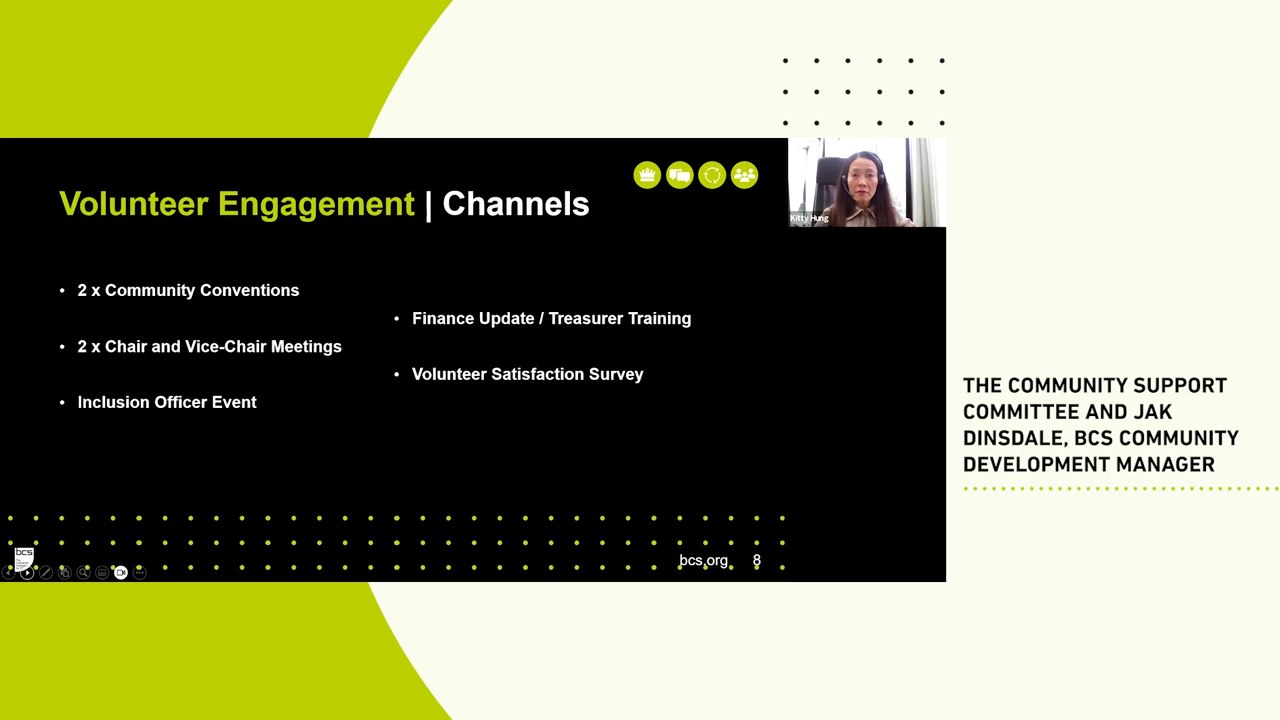 Volunteer Engagement | Channels
Kitty Hung
• 2 x Community Conventions
• 2 x Chair and Vice-Chair Meetings
• Inclusion Officer Event
• Finance Update / Treasurer Training
• Volunteer Satisfaction Survey
THE COMMUNITY SUPPORT
COMMITTEE AND JAK
DINSDALE, BCS COMMUNITY
DEVELOPMENT MANAGER
bcs
bcs.org
8